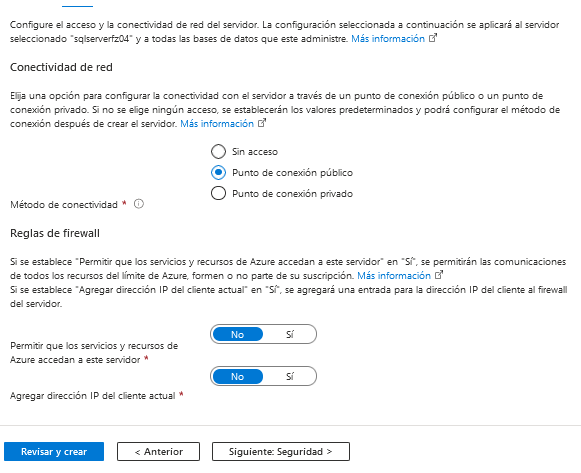 Configure el acceso y la conectividad de red del servidor. La configuración seleccionada a continuación se aplicará al servidor
seleccionado "sqlserverfz04" y a todas las bases de datos que este administre. Más información
Conectividad de red
Elija una opción para configurar la conectividad con el servidor a través de un punto de conexión público o un punto de
conexión privado. Si no se elige ningún acceso, se establecerán los valores predeterminados y podrá configurar el método de
conexión después de crear el servidor. Más información
Sin acceso
Punto de conexión público
Punto de conexión privado
Método de conectividad *
Reglas de firewall
Si se establece "Permitir que los servicios y recursos de Azure accedan a este servidor" en "Sí", se permitirán las comunicaciones
de todos los recursos del límite de Azure, formen o no parte de su suscripción. Más información
Si se establece "Agregar dirección IP del cliente actual" en "Sí", se agregará una entrada para la dirección IP del cliente al firewall
del servidor.
No Sí
Permitir que los servicios y recursos de
Azure accedan a este servidor *
No Sí
Agregar dirección IP del cliente actual *
Revisar y crear < Anterior Siguiente: Seguridad >